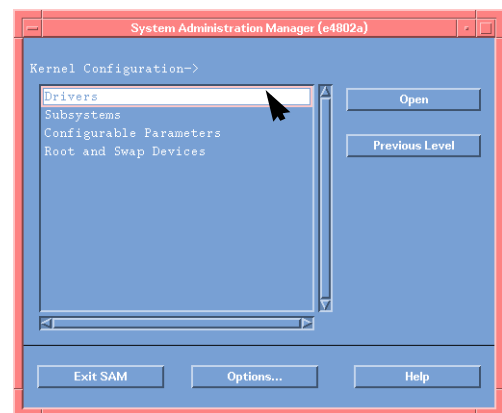 System Administration Manager (e4802a)
Kernel Configuration->
Drivers
Subsystems
Configurable Parameters
Root and Swap Devices
Open
Previous Level
Exit SAM
Options...
Help